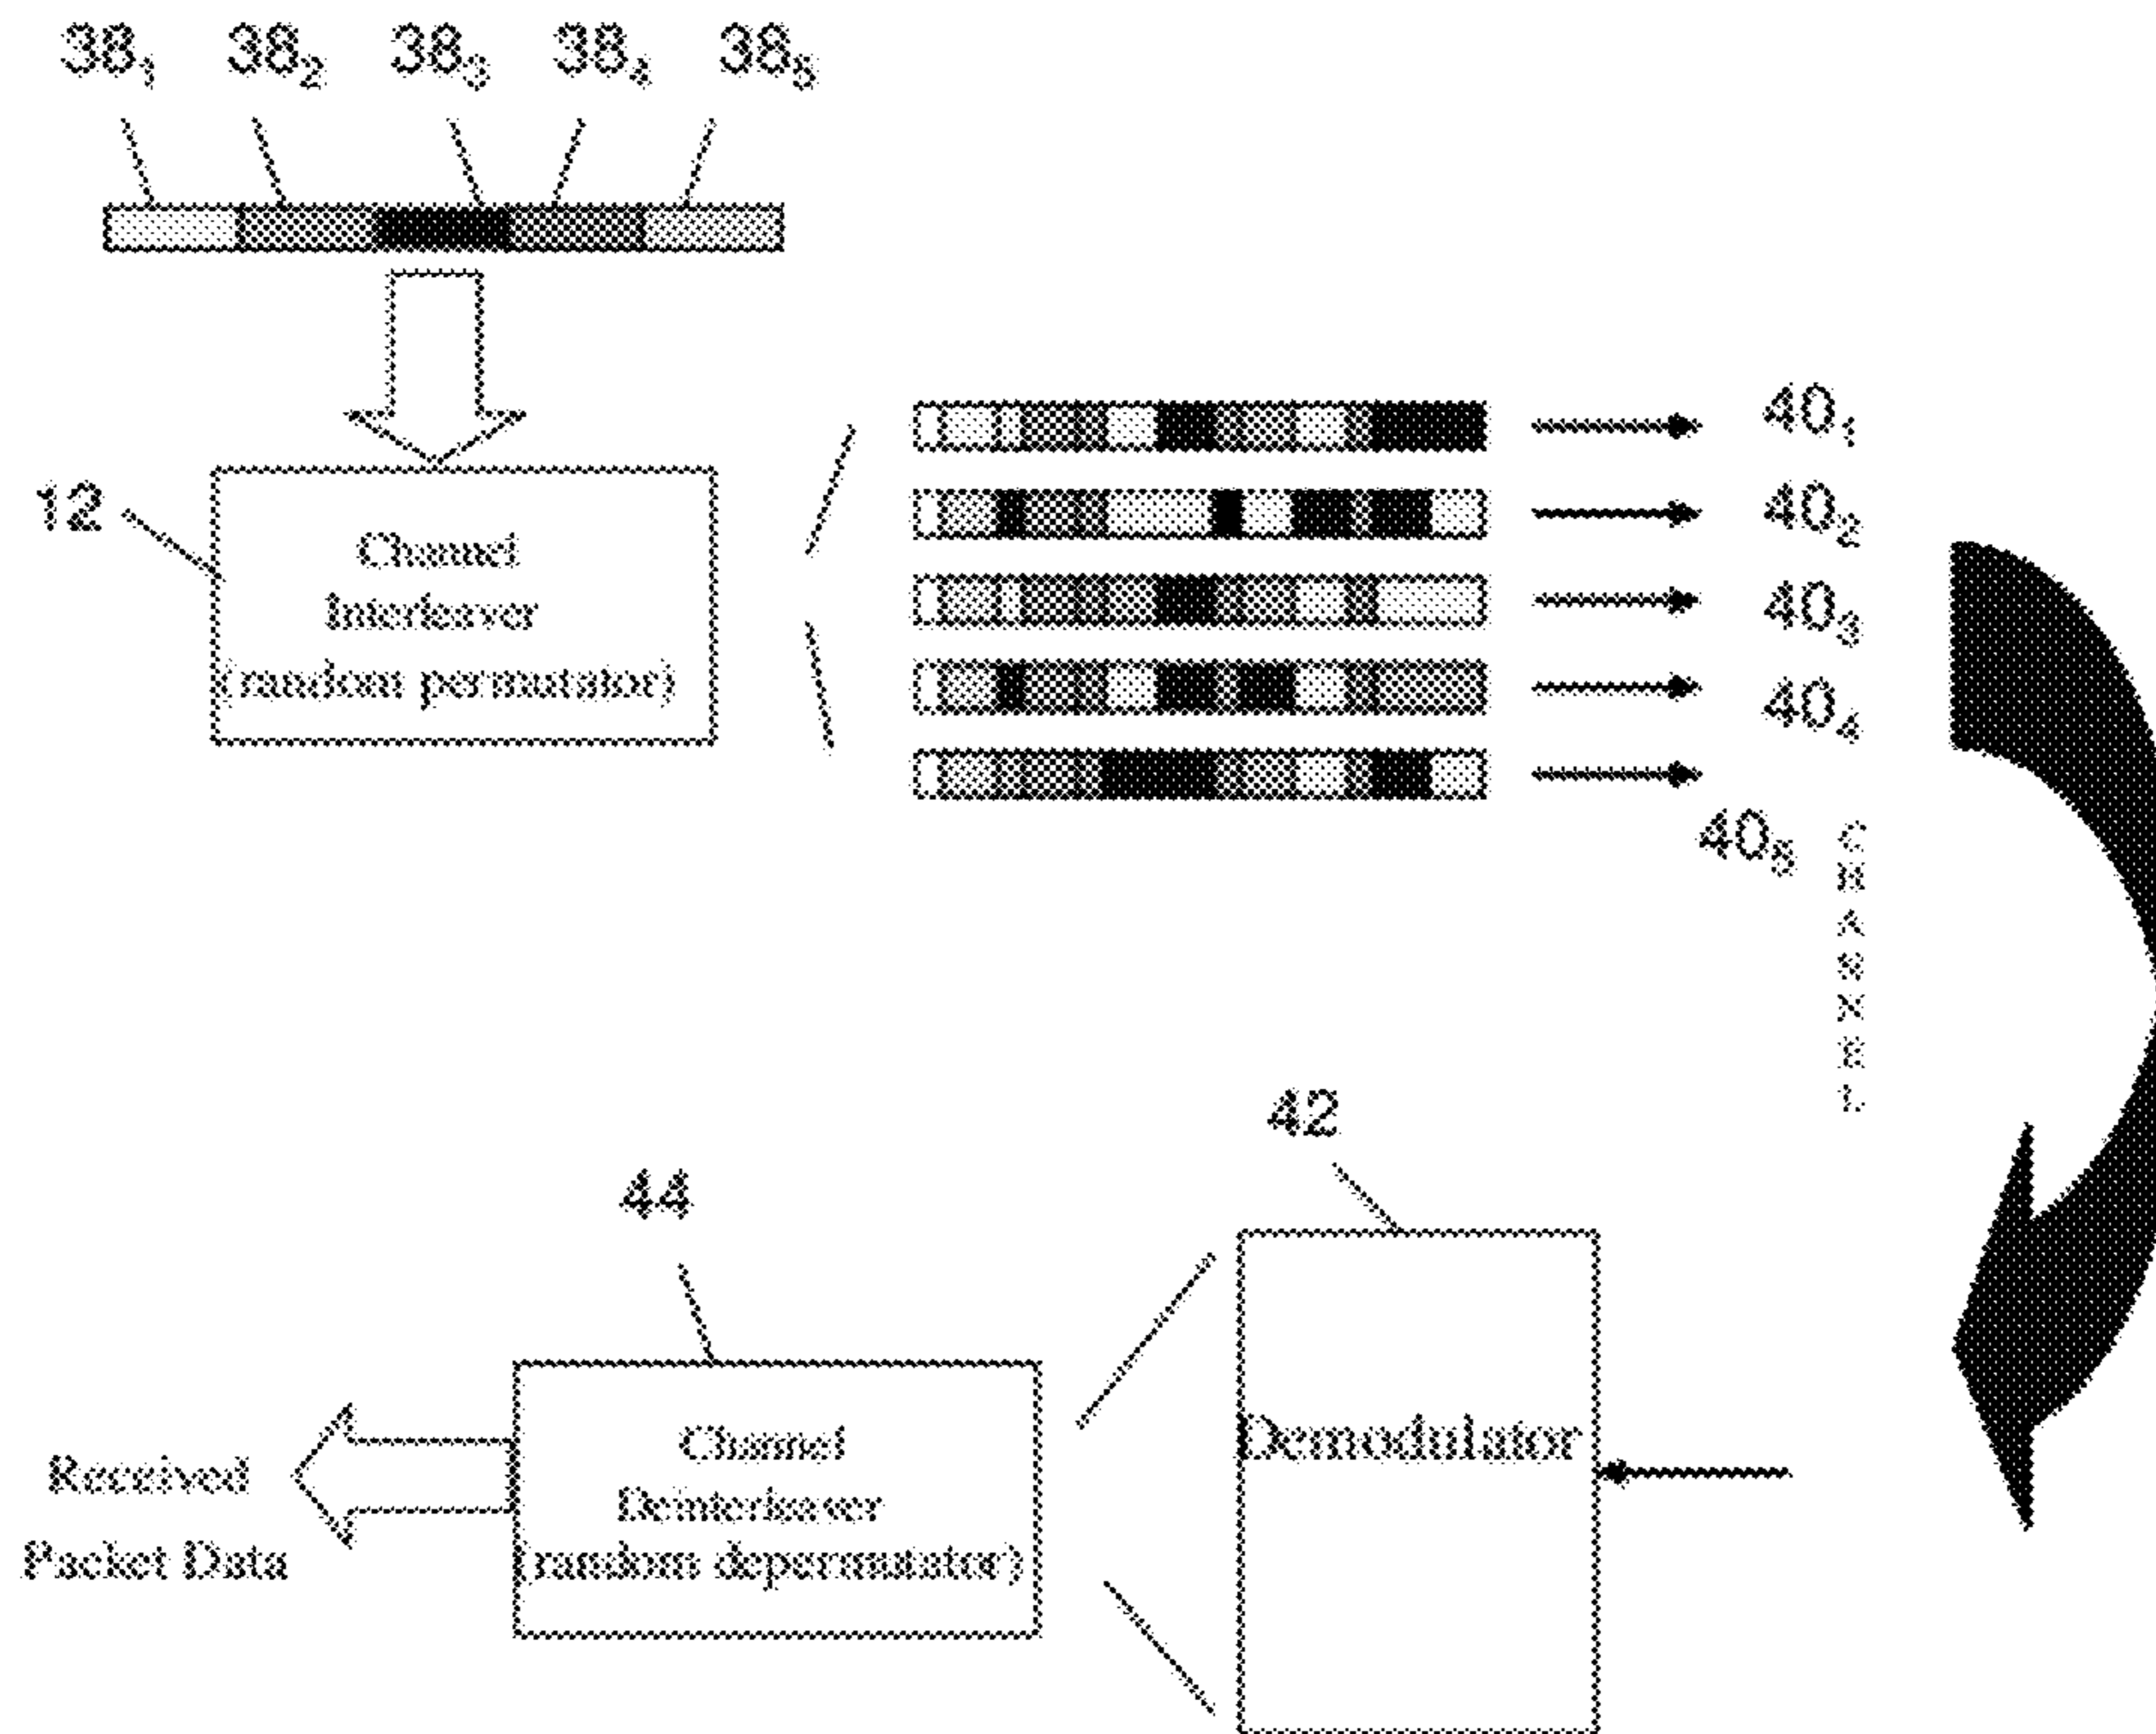 38₁ 38₂ 38₃ 38₄ 38₅
12
Channel
Interleaver
(random permutator)
40₁
40₂
40₃
40₄
40₅
CHANNEL
42
44
Demodulator
Channel
Deinterleaver
(random depermutator)
Received
Packet Data